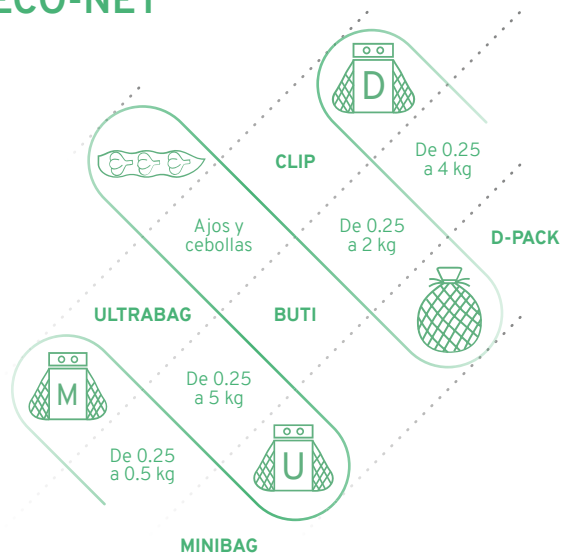 ECO-NET
D
CLIP
De 0.25
a 4 kg
Ajos y
cebollas
De 0.25
a 2 kg
D-PACK
ULTRABAG
BUTI
M
De 0.25
a 5 kg
De 0.25
a 0.5 kg
U
MINIBAG